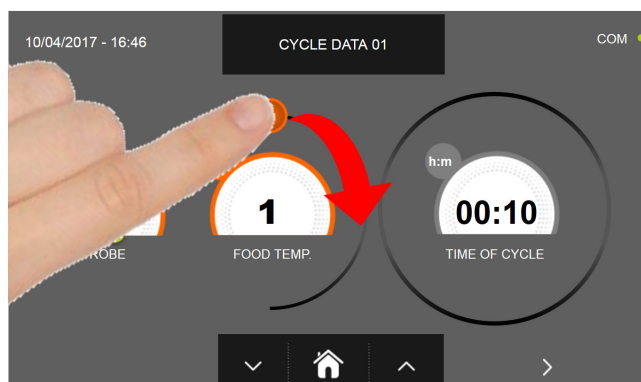 10/04/2017 - 16:46
CYCLE DATA 01
COM
h:m
1
00:10
ROBE
FOOD TEMP.
TIME OF CYCLE